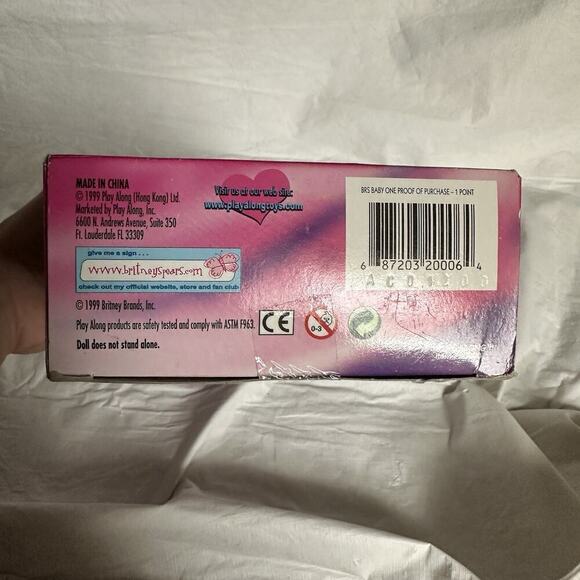 MADE IN CHINA
© 1999 Play Along (Hong Kong) Ltd.
Marketed by Play Along, Inc.
6600 N. Andrews Avenue, Suite 350
Ft. Lauderdale FL 33309
Visit us at our web site:
www.playalongtoys.com
BRS BABY ONE PROOF OF PURCHASE – 1 POINT
6 87203 20006 4
give me a sign . . .
www.britneyspears.com
check out my official website, store and fan club
© 1999 Britney Brands, Inc.
Play Along products are safety tested and comply with ASTM F963.
CE
0-3
Doll does not stand alone.